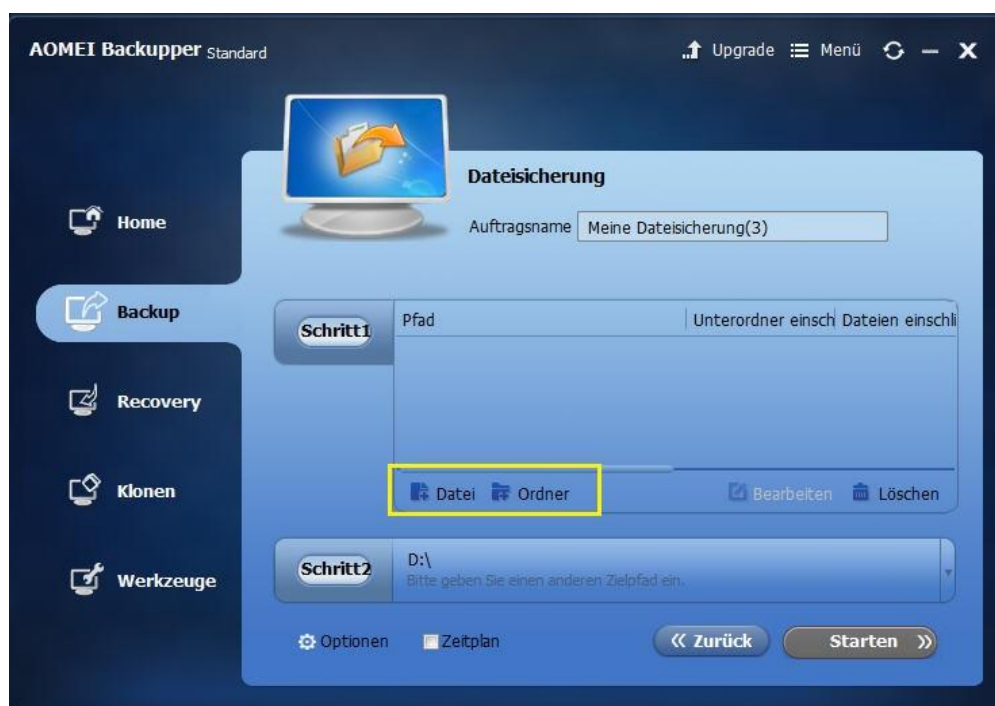 AOMEI Backupper Standard
Upgrade Menü
Dateisicherung
Auftragsname Meine Dateisicherung(3)
Home
Backup
Recovery
Klonen
Werkzeuge
Schritt1
Pfad Unterordner einsch Dateien einschli
Datei Ordner Bearbeiten Löschen
Schritt2
D:\
Bitte geben Sie einen anderen Zielpfad ein.
Optionen Zeitplan Zurück Starten